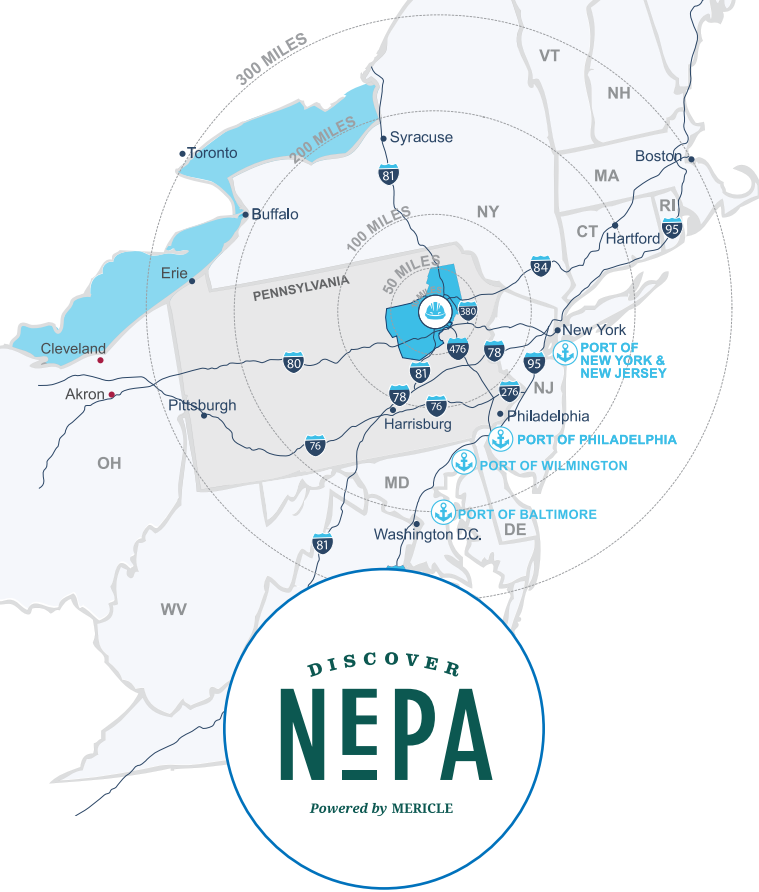 300 MILES
VT
NH
200 MILES
Syracuse
Toronto
Boston
81
MA
RI
NY
Buffalo
100 MILES
CT
95
Hartford
84
50 MILES
Erie
PENNSYLVANIA
380
New York
Cleveland
PORT OF
NEW YORK &
NEW JERSEY
476
78
80
95
81
NJ
276
Akron
78
76
Pittsburgh
Harrisburg
Philadelphia
76
PORT OF PHILADELPHIA
OH
PORT OF WILMINGTON
MD
PORT OF BALTIMORE
Washington D.C.
DE
81
WV
DISCOVER
NEPA
Powered by MERICLE